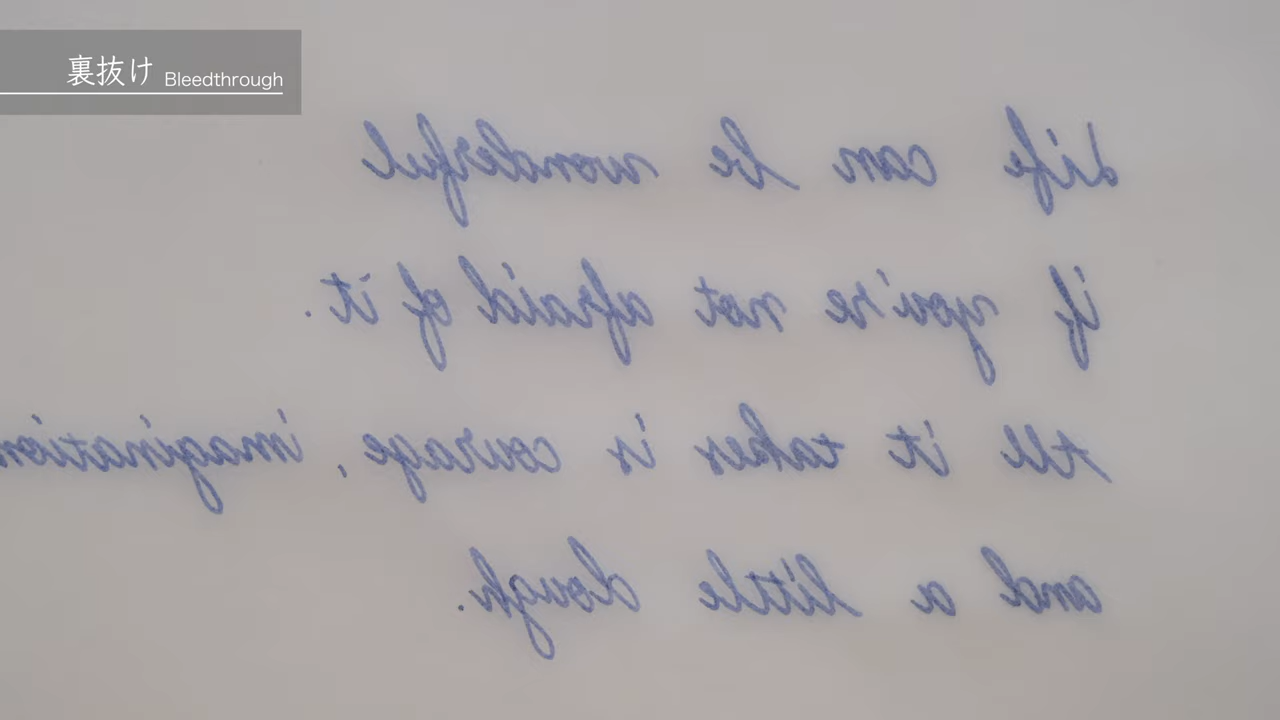 裏抜け Bleedthrough
Life can be wonderful
if you're not afraid of it.
All it takes is courage, imagination
and a little dough.